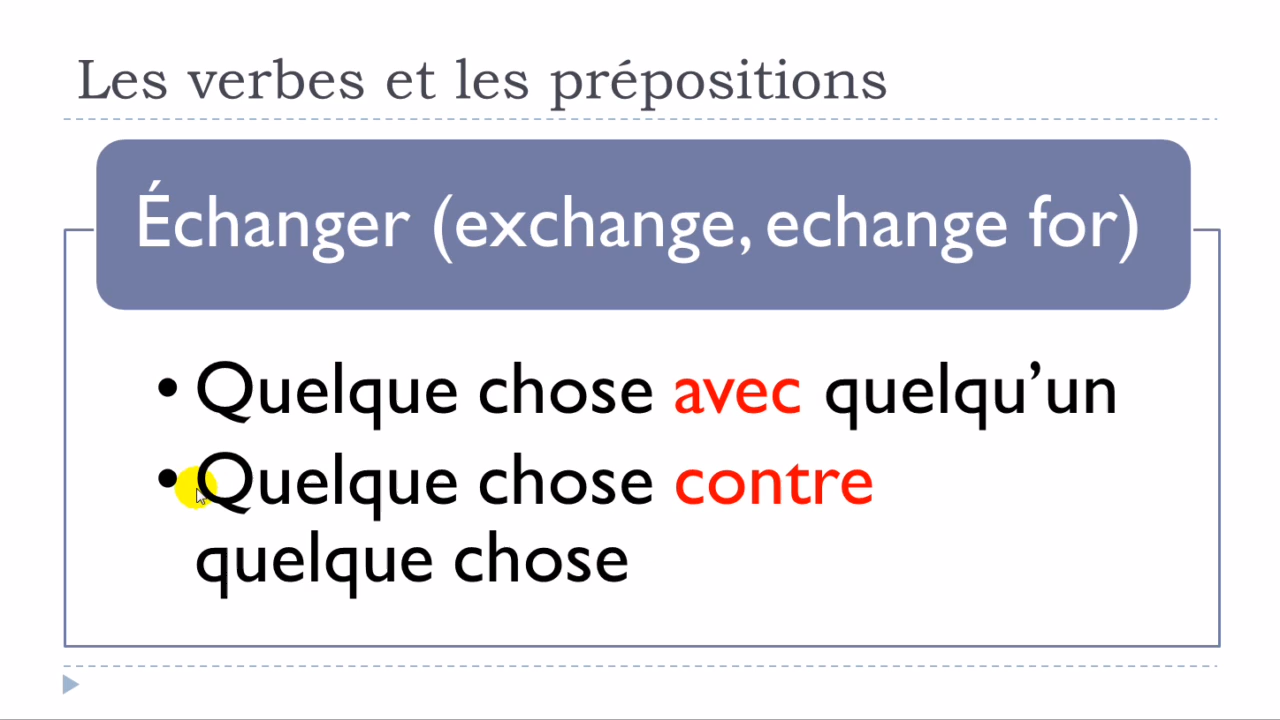 Les verbes et les prépositions
Échanger (exchange, echange for)
• Quelque chose avec quelqu’un
• Quelque chose contre
quelque chose